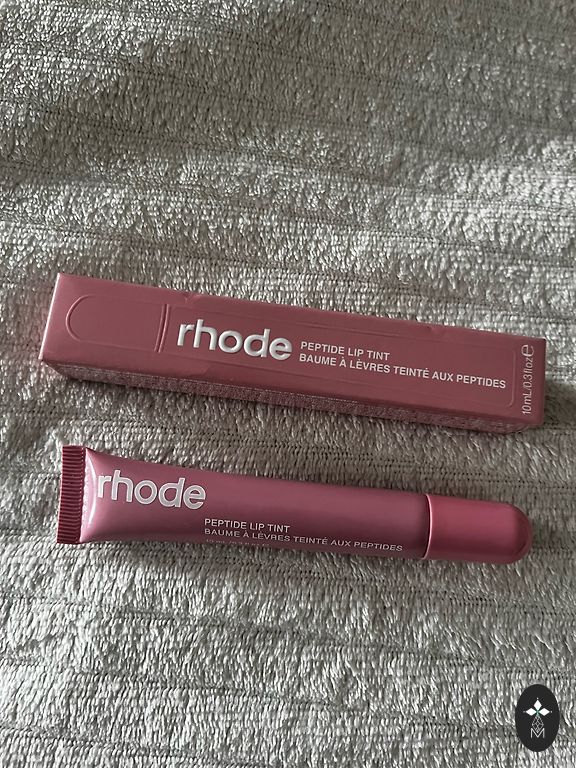 rhode
PEPTIDE LIP TINT
BAUME À LÈVRES TEINTÉ AUX PEPTIDES
10mL/0.3floz℮
rhode
PEPTIDE LIP TINT
BAUME À LÈVRES TEINTÉ AUX PEPTIDES
M